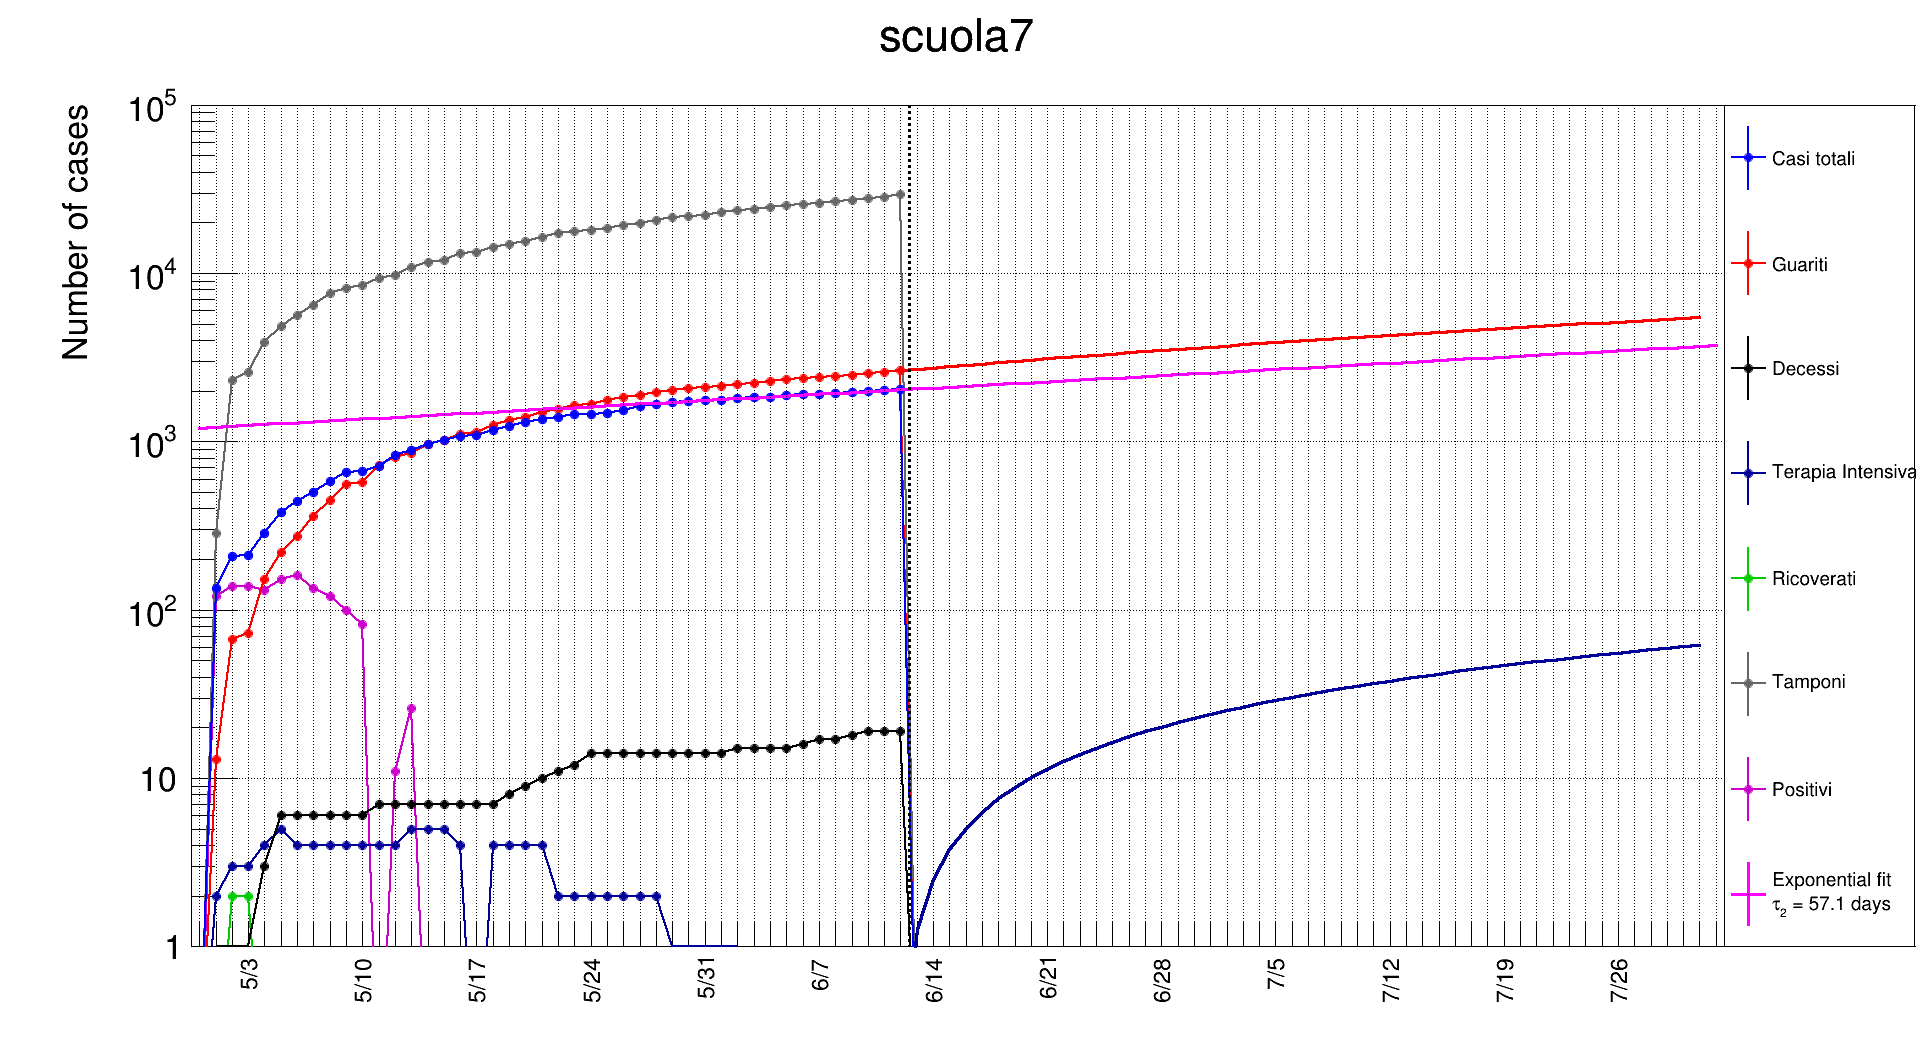 scuola7
Number of cases
10^5
10^4
10^3
10^2
10
1
5/3
5/10
5/17
5/24
5/31
6/7
6/14
6/21
6/28
7/5
7/12
7/19
7/26
Casi totali
Guariti
Decessi
Terapia Intensiva
Ricoverati
Tamponi
Positivi
Exponential fit
τ₂ = 57.1 days